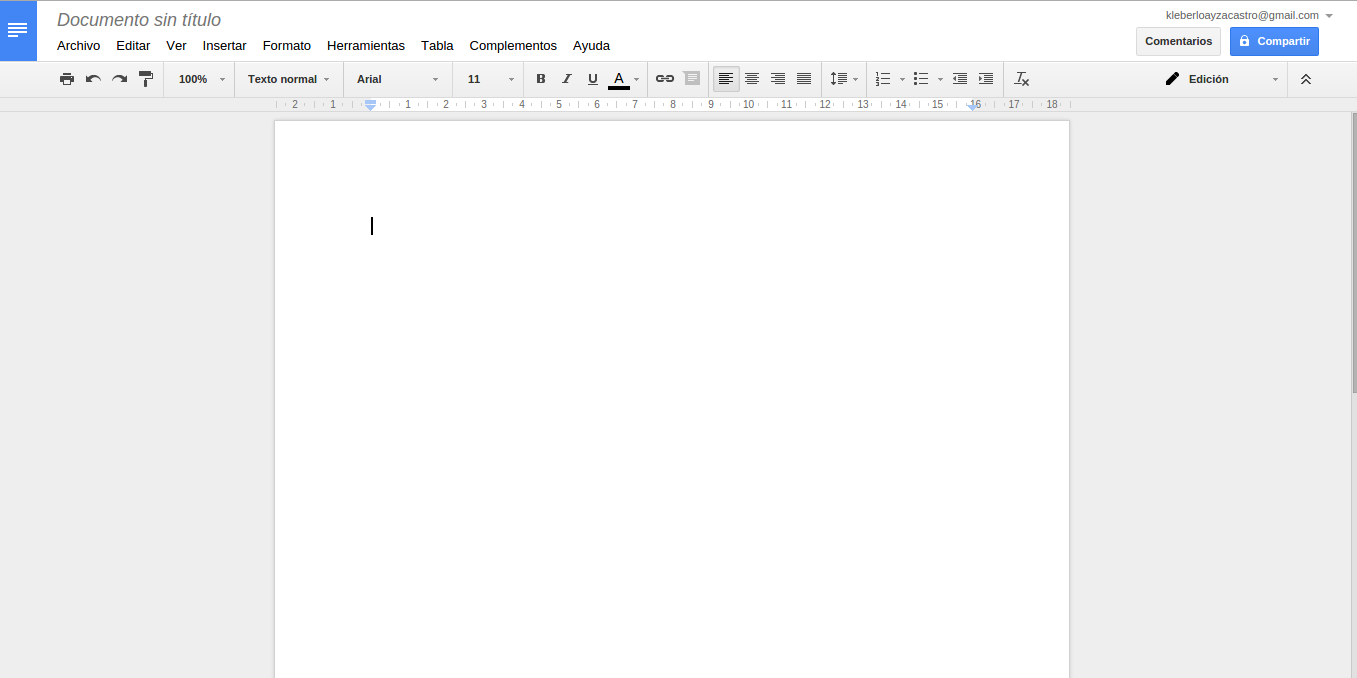 Documento sin título
kleberloayzacastro@gmail.com
Archivo Editar Ver Insertar Formato Herramientas Tabla Complementos Ayuda
Comentarios Compartir
100% Texto normal Arial 11 B I U A Edición
2 1 1 2 3 4 5 6 7 8 9 10 11 12 13 14 15 16 17 18